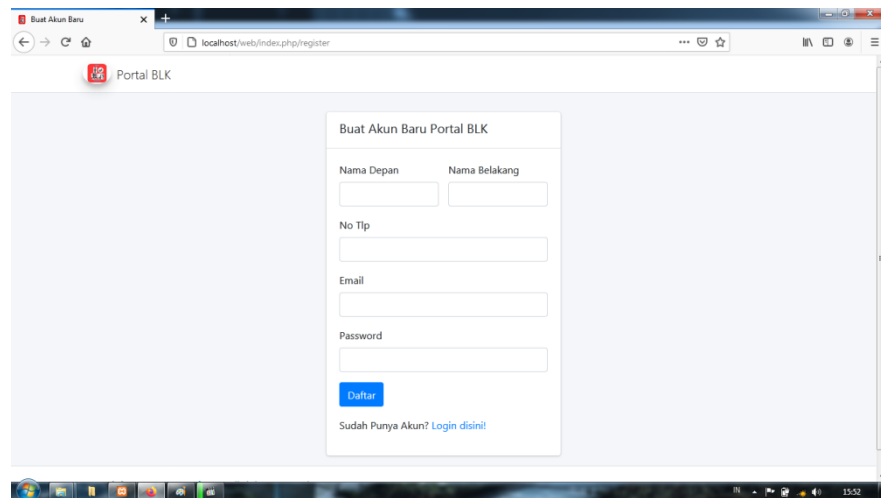 Buat Akun Baru
localhost/web/index.php/register
Portal BLK
Buat Akun Baru Portal BLK
Nama Depan Nama Belakang
No Tlp
Email
Password
Daftar
Sudah Punya Akun? Login disini!
IN 15:52